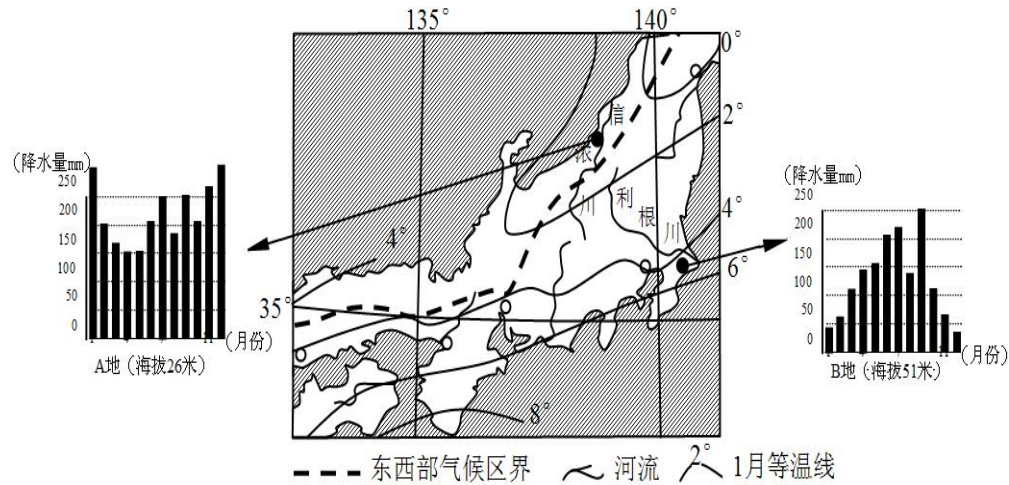 135°
140°
0°
2°
4°
6°
8°
2°
4°
35°
信
浓
川
利
根
川
(降水量mm)
250
200
150
100
50
0
1
11
(月份)
A地(海拔26米)
(降水量mm)
250
200
150
100
50
0
11
(月份)
B地(海拔51米)
东西部气候区界
河流
1月等温线